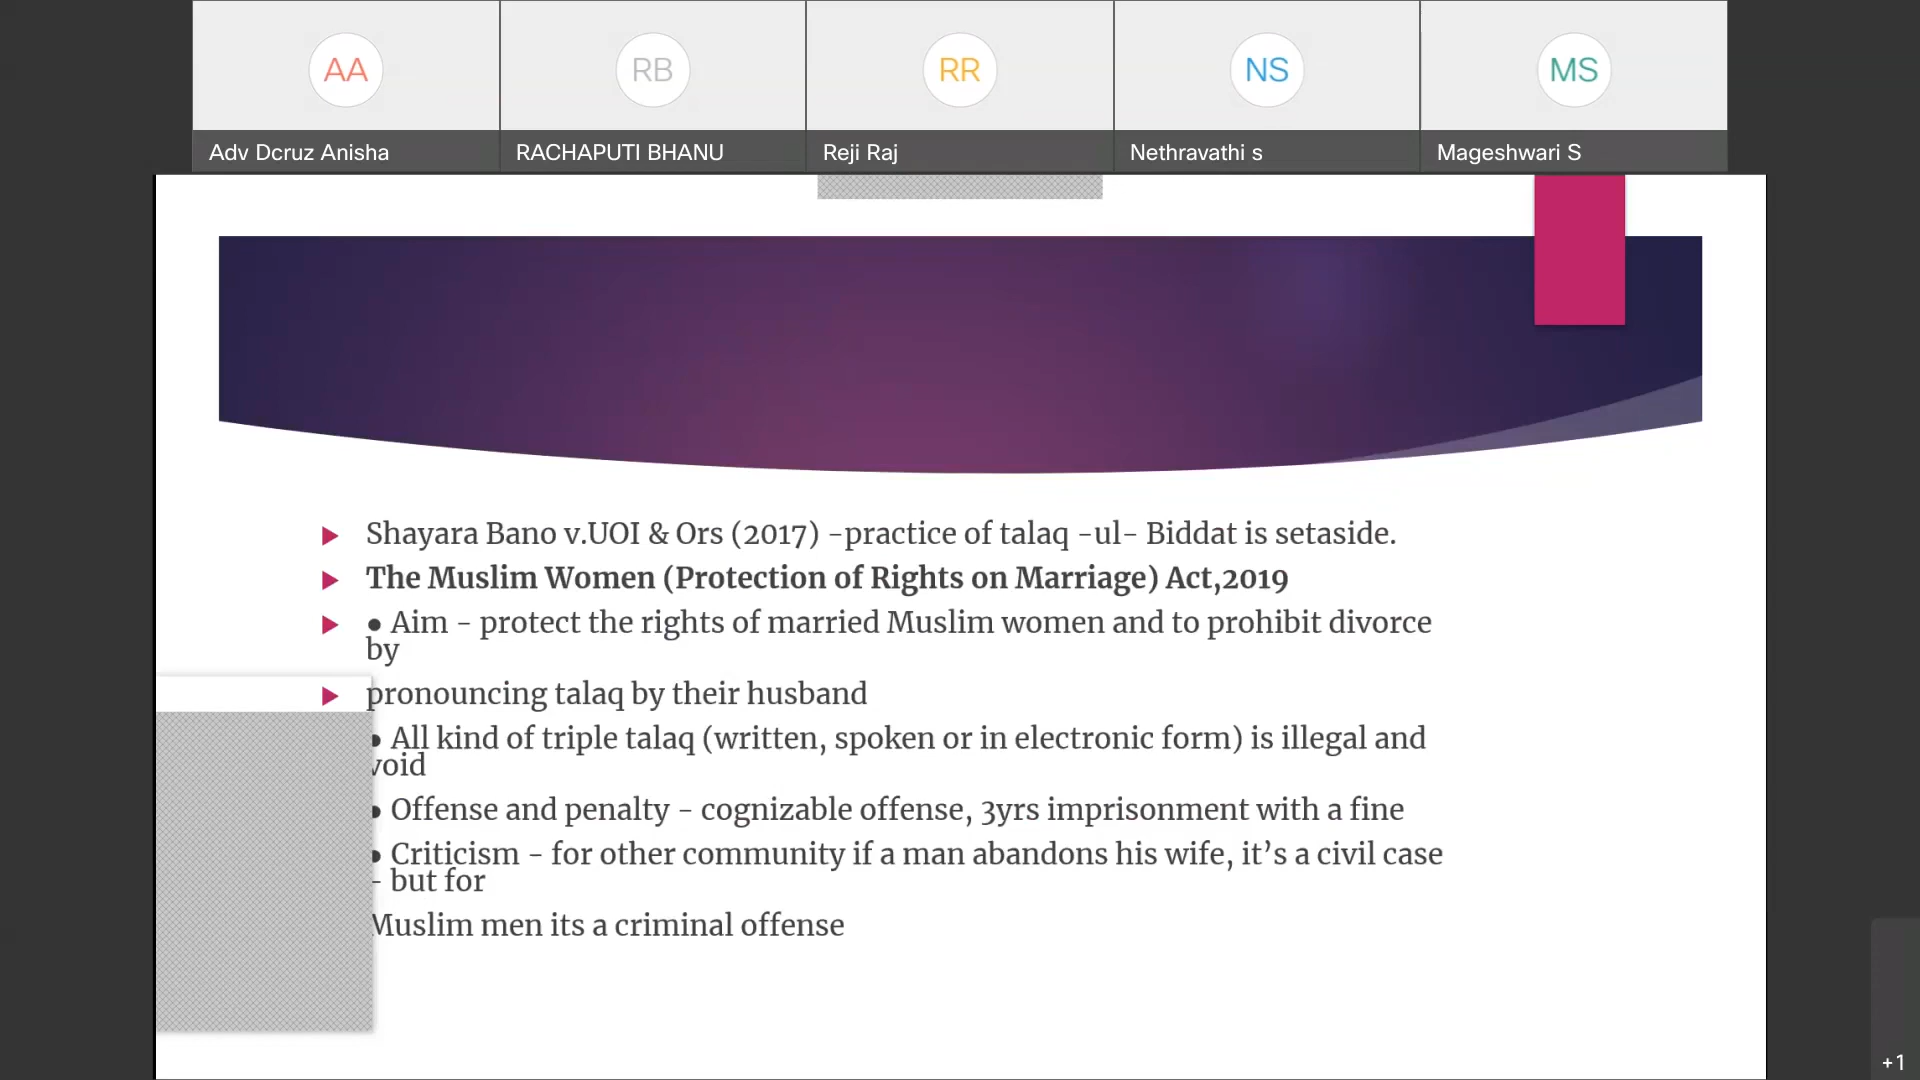 AA
RB
RR
NS
MS
Adv Dcruz Anisha
RACHAPUTI BHANU
Reji Raj
Nethravathi s
Mageshwari S
Shayara Bano v.UOI & Ors (2017) -practice of talaq -ul- Biddat is setaside.
The Muslim Women (Protection of Rights on Marriage) Act,2019
● Aim - protect the rights of married Muslim women and to prohibit divorce
by
pronouncing talaq by their husband
● All kind of triple talaq (written, spoken or in electronic form) is illegal and
void
● Offense and penalty - cognizable offense, 3yrs imprisonment with a fine
● Criticism - for other community if a man abandons his wife, it’s a civil case
- but for
Muslim men its a criminal offense
+1